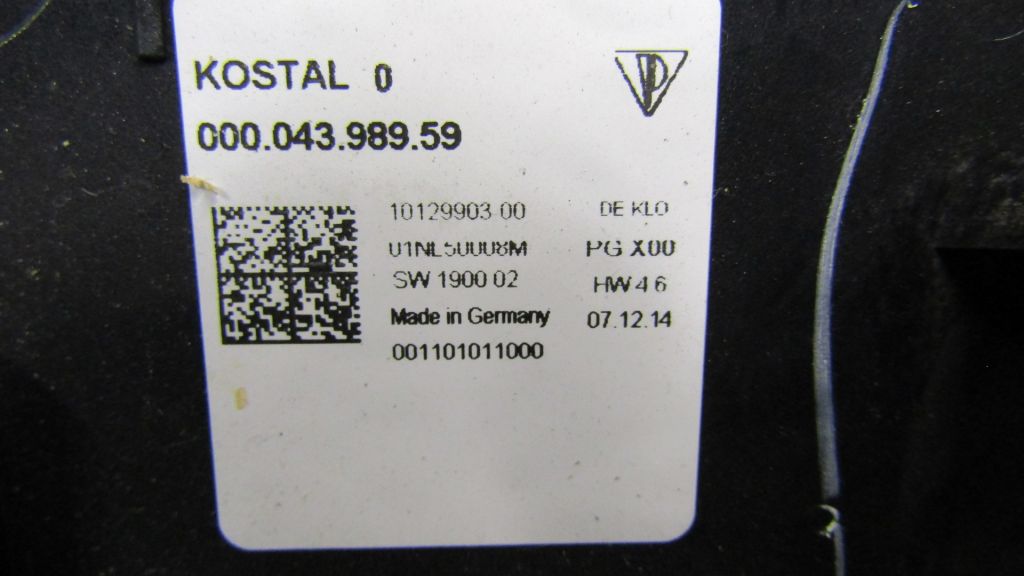 KOSTAL 0
000.043.989.59
10129903-00 DE KLO
01NL50008M PG X00
SW 1900 02 HW 4 6
Made in Germany 07.12.14
001101011000